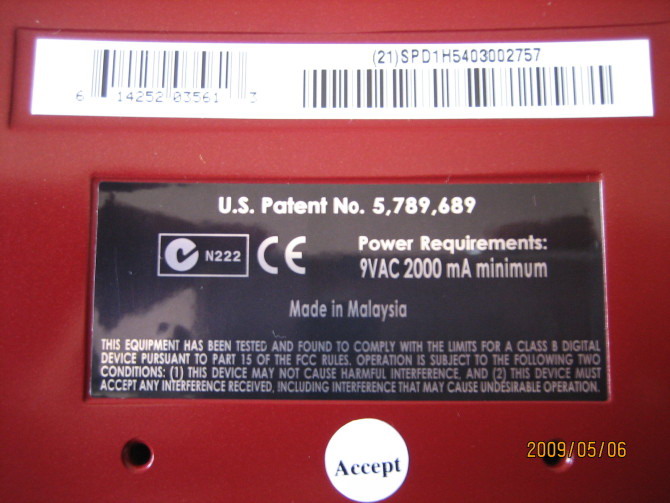 (21)SPD1H5403002757
6 14252 03561 3
U.S. Patent No. 5,789,689
N222 CE Power Requirements:
9VAC 2000 mA minimum
Made in Malaysia
THIS EQUIPMENT HAS BEEN TESTED AND FOUND TO COMPLY WITH THE LIMITS FOR A CLASS B DIGITAL
DEVICE PURSUANT TO PART 15 OF THE FCC RULES. OPERATION IS SUBJECT TO THE FOLLOWING TWO
CONDITIONS: (1) THIS DEVICE MAY NOT CAUSE HARMFUL INTERFERENCE, AND (2) THIS DEVICE MUST
ACCEPT ANY INTERFERENCE RECEIVED, INCLUDING INTERFERENCE THAT MAY CAUSE UNDESIRABLE OPERATION.
Accept
2009/05/06